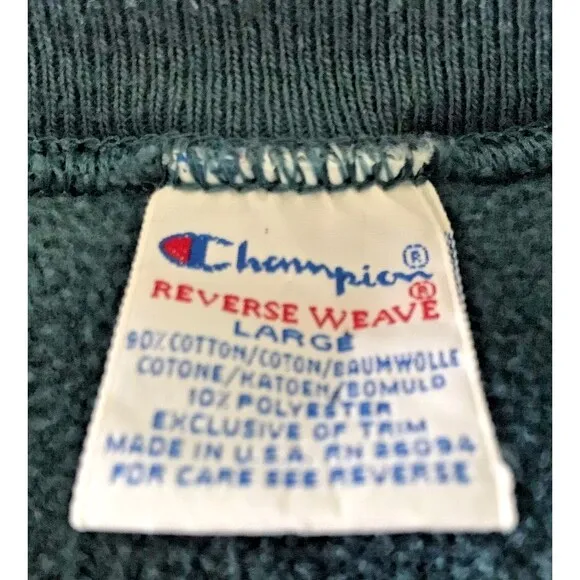 Champion®
REVERSE WEAVE®
LARGE
90% COTTON/COTON/BAUMWOLLE
COTONE/KATOEN/BOMULD
10% POLYESTER
EXCLUSIVE OF TRIM
MADE IN U.S.A. RN 26094
FOR CARE SEE REVERSE